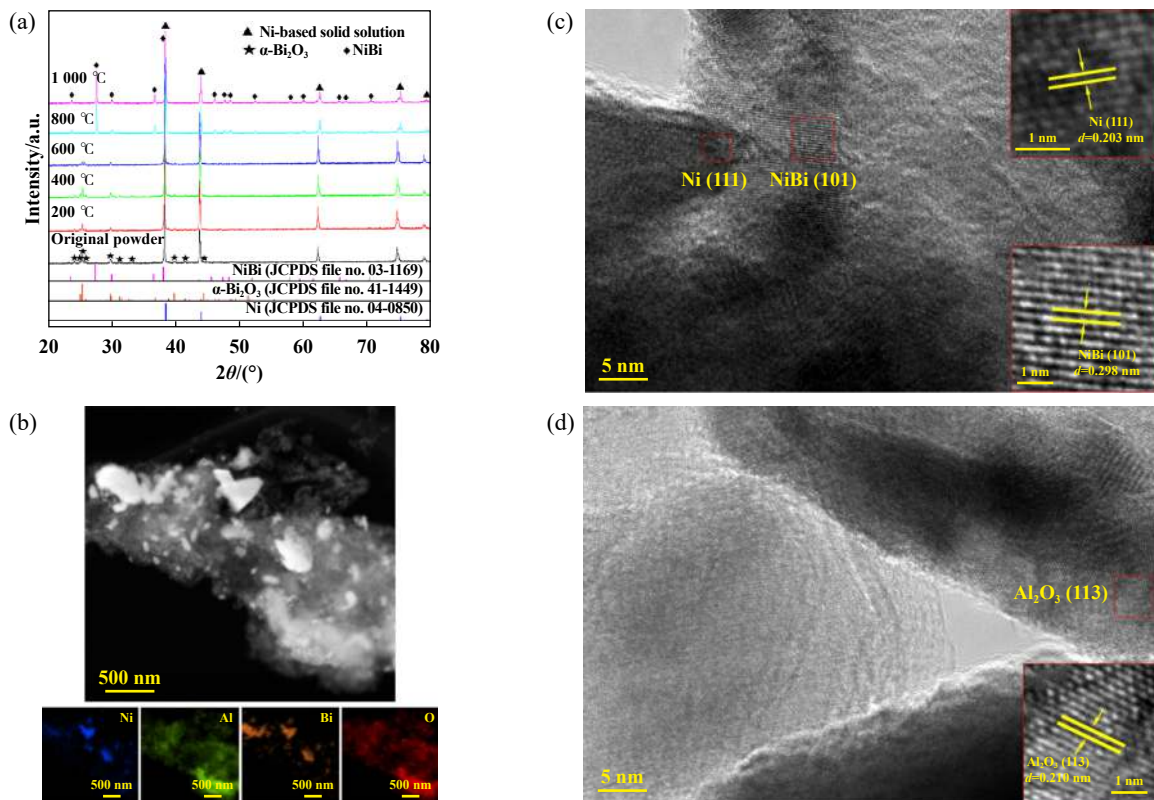 (a)
▲ Ni-based solid solution
★ α-Bi₂O₃ ♦ NiBi
1 000 ℃
800 ℃
600 ℃
400 ℃
200 ℃
Original powder
NiBi (JCPDS file no. 03-1169)
α-Bi₂O₃ (JCPDS file no. 41-1449)
Ni (JCPDS file no. 04-0850)
Intensity/a.u.
20 30 40 50 60 70 80
2θ/(°)
(b)
500 nm
Ni
500 nm
Al
500 nm
Bi
500 nm
O
500 nm
(c)
Ni (111)
NiBi (101)
5 nm
Ni (111)
d=0.203 nm
1 nm
NiBi (101)
d=0.298 nm
1 nm
(d)
Al₂O₃ (113)
5 nm
Al₂O₃ (113)
d=0.210 nm
1 nm